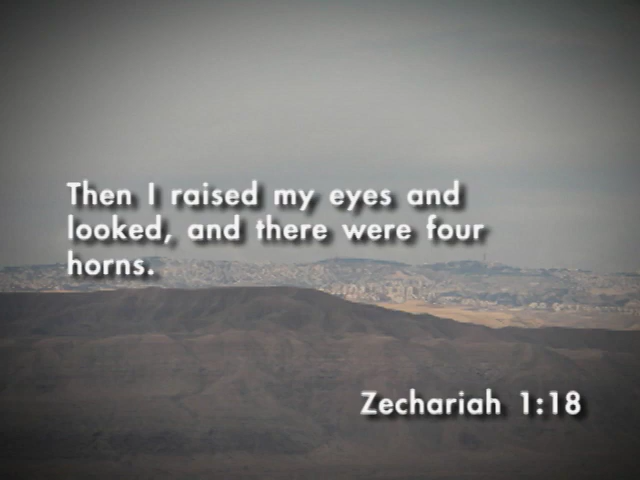 Then I raised my eyes and
looked, and there were four
horns.
Zechariah 1:18